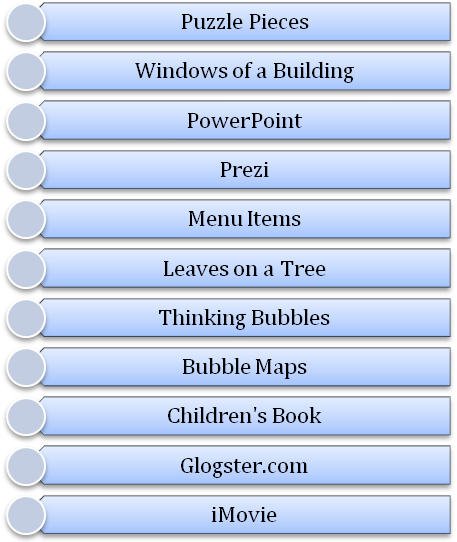 Puzzle Pieces
Windows of a Building
PowerPoint
Prezi
Menu Items
Leaves on a Tree
Thinking Bubbles
Bubble Maps
Children's Book
Glogster.com
iMovie